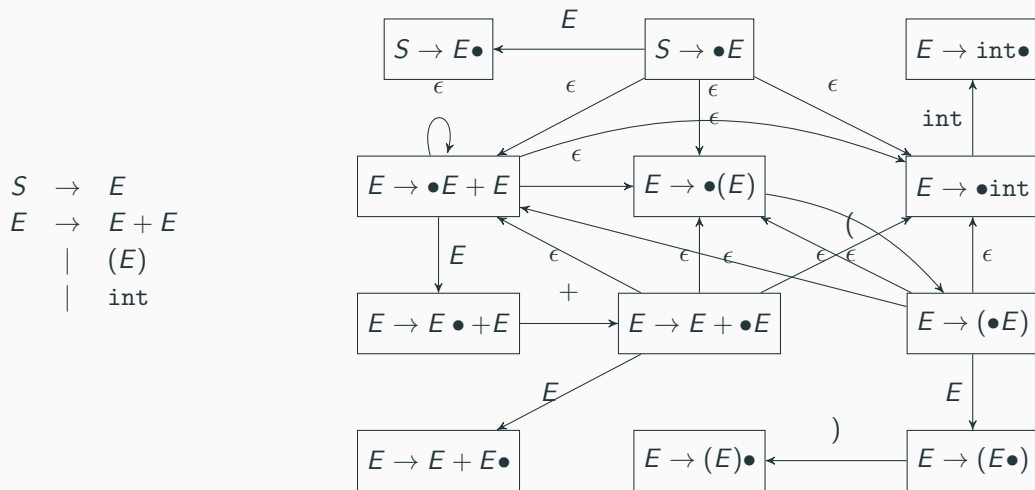 S → E
E → E + E
| (E)
| int
E
S → E•
S → •E
E → int•
ϵ
ϵ
ϵ
ϵ
ϵ
int
ϵ
E → •E + E
E → •(E)
E → •int
(
E
ϵ
ϵ
ϵ
ϵ
ϵ
ϵ
+
E → E • +E
E → E + •E
E → (•E)
E
E
)
E → E + E•
E → (E)•
E → (E•)